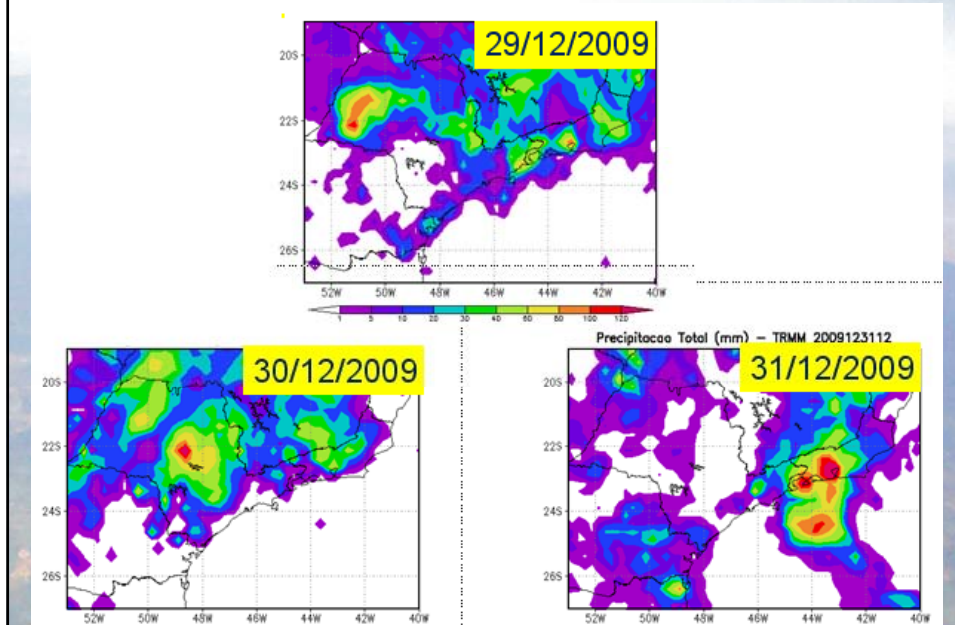 29/12/2009
20S
22S
24S
26S
52W 50W 48W 46W 44W 42W 40W
1 5 10 20 30 40 60 80 100 120
30/12/2009
20S
22S
24S
26S
52W 50W 48W 46W 44W 42W 40W
Precipitacao Total (mm) – TRMM 2009123112
31/12/2009
20S
22S
24S
26S
52W 50W 48W 46W 44W 42W 40W